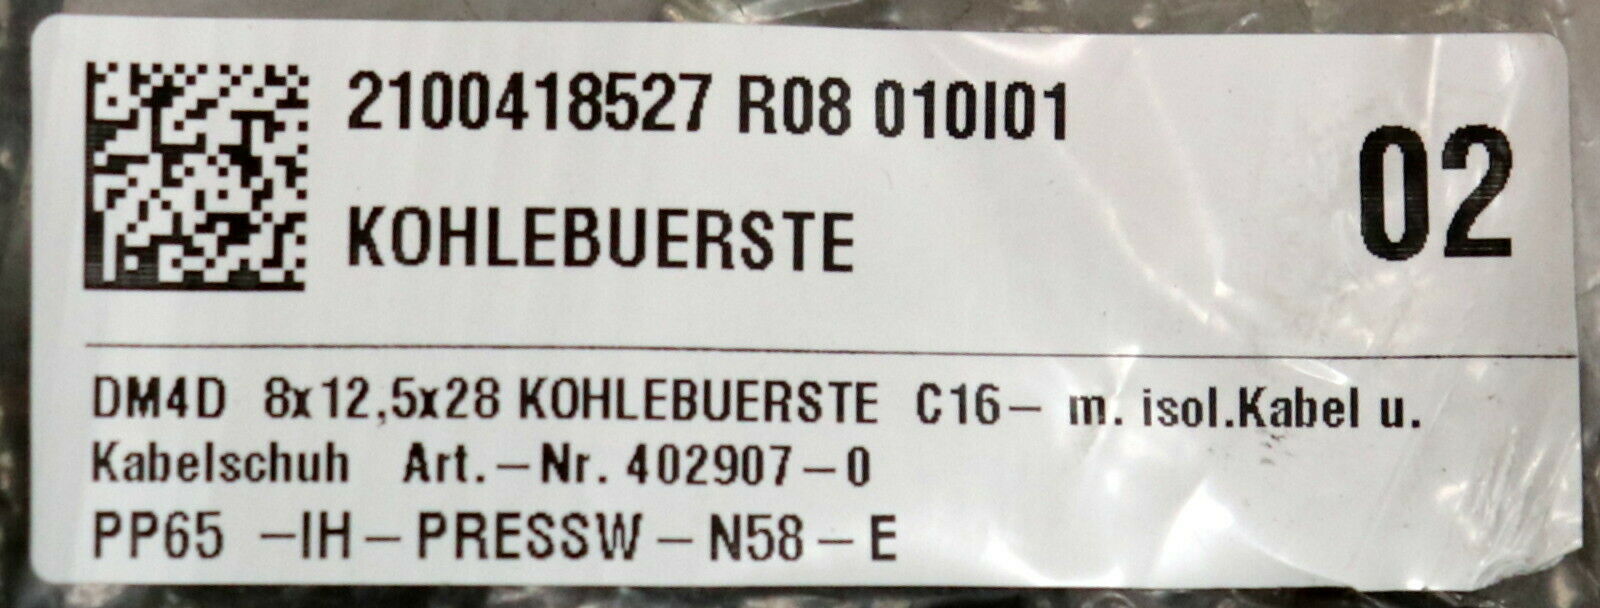 2100418527 R08 010I01
02
KOHLEBUERSTE
DM4D 8x12,5x28 KOHLEBUERSTE C16- m. isol.Kabel u.
Kabelschuh Art.-Nr. 402907-0
PP65 -IH-PRESSW-N58-E